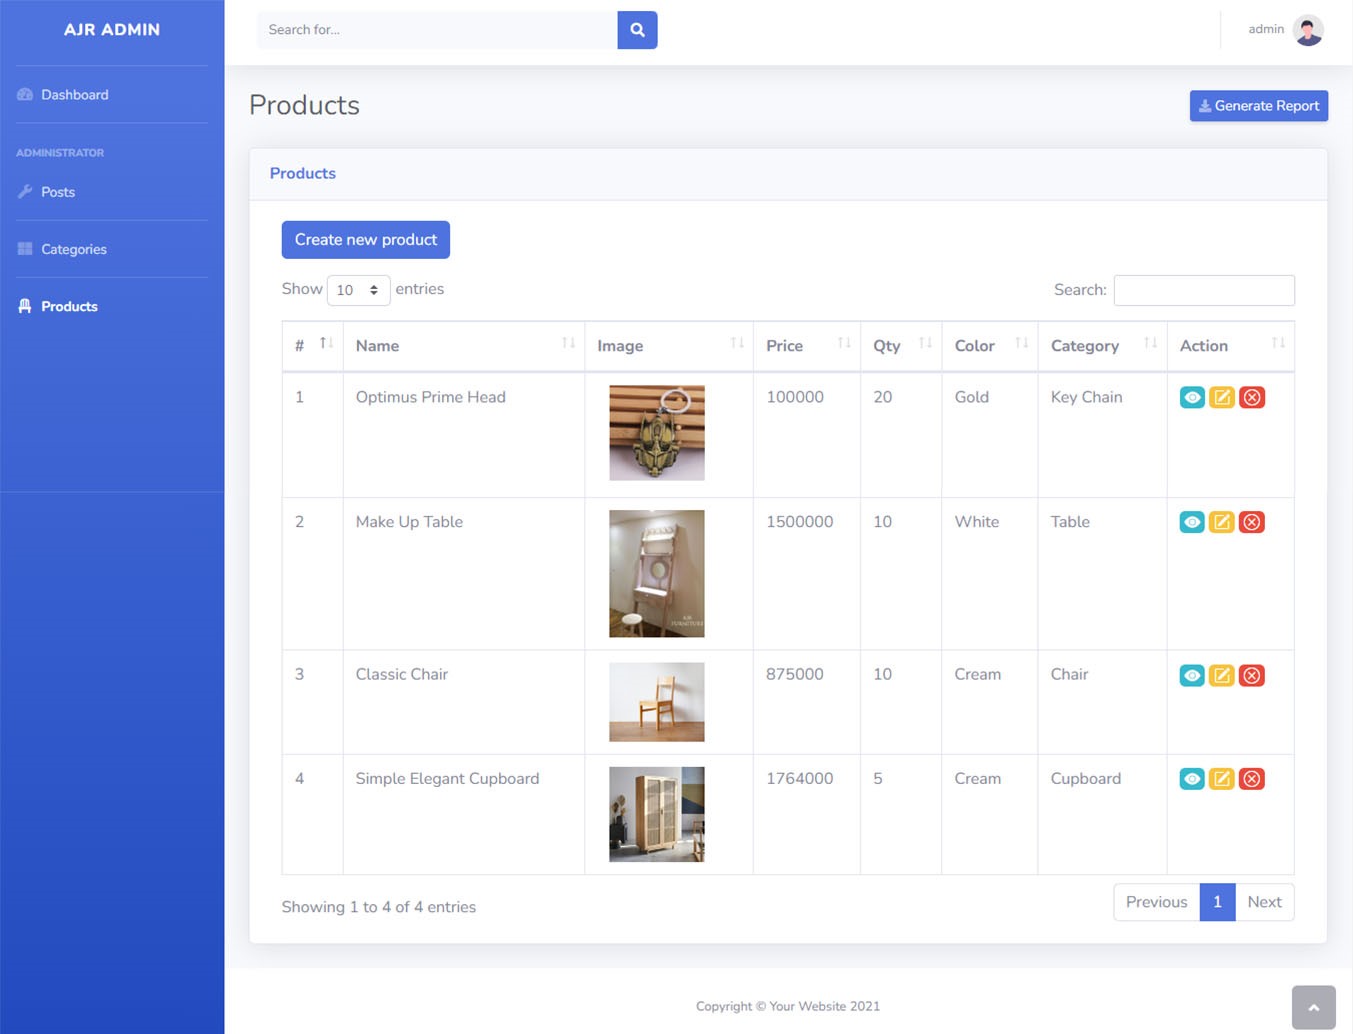 AJR ADMIN
Search for...
admin
Dashboard
ADMINISTRATOR
Posts
Categories
Products
Products
Generate Report
Products
Create new product
Show 10 entries
Search:
# Name Image Price Qty Color Category Action
1 Optimus Prime Head 100000 20 Gold Key Chain
2 Make Up Table 1500000 10 White Table
AJR
FURNITURE
3 Classic Chair 875000 10 Cream Chair
4 Simple Elegant Cupboard 1764000 5 Cream Cupboard
Showing 1 to 4 of 4 entries
Previous 1 Next
Copyright © Your Website 2021